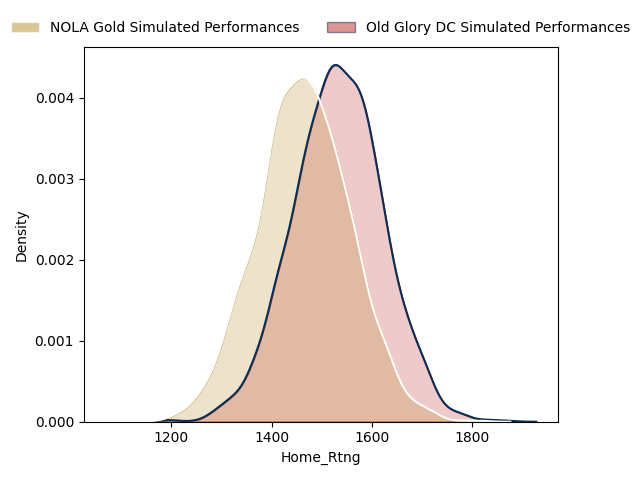 NOLA Gold Simulated Performances Old Glory DC Simulated Performances
0.004
0.003
0.002
0.001
0.000
1200 1400 1600 1800
Density
Home_Rtng